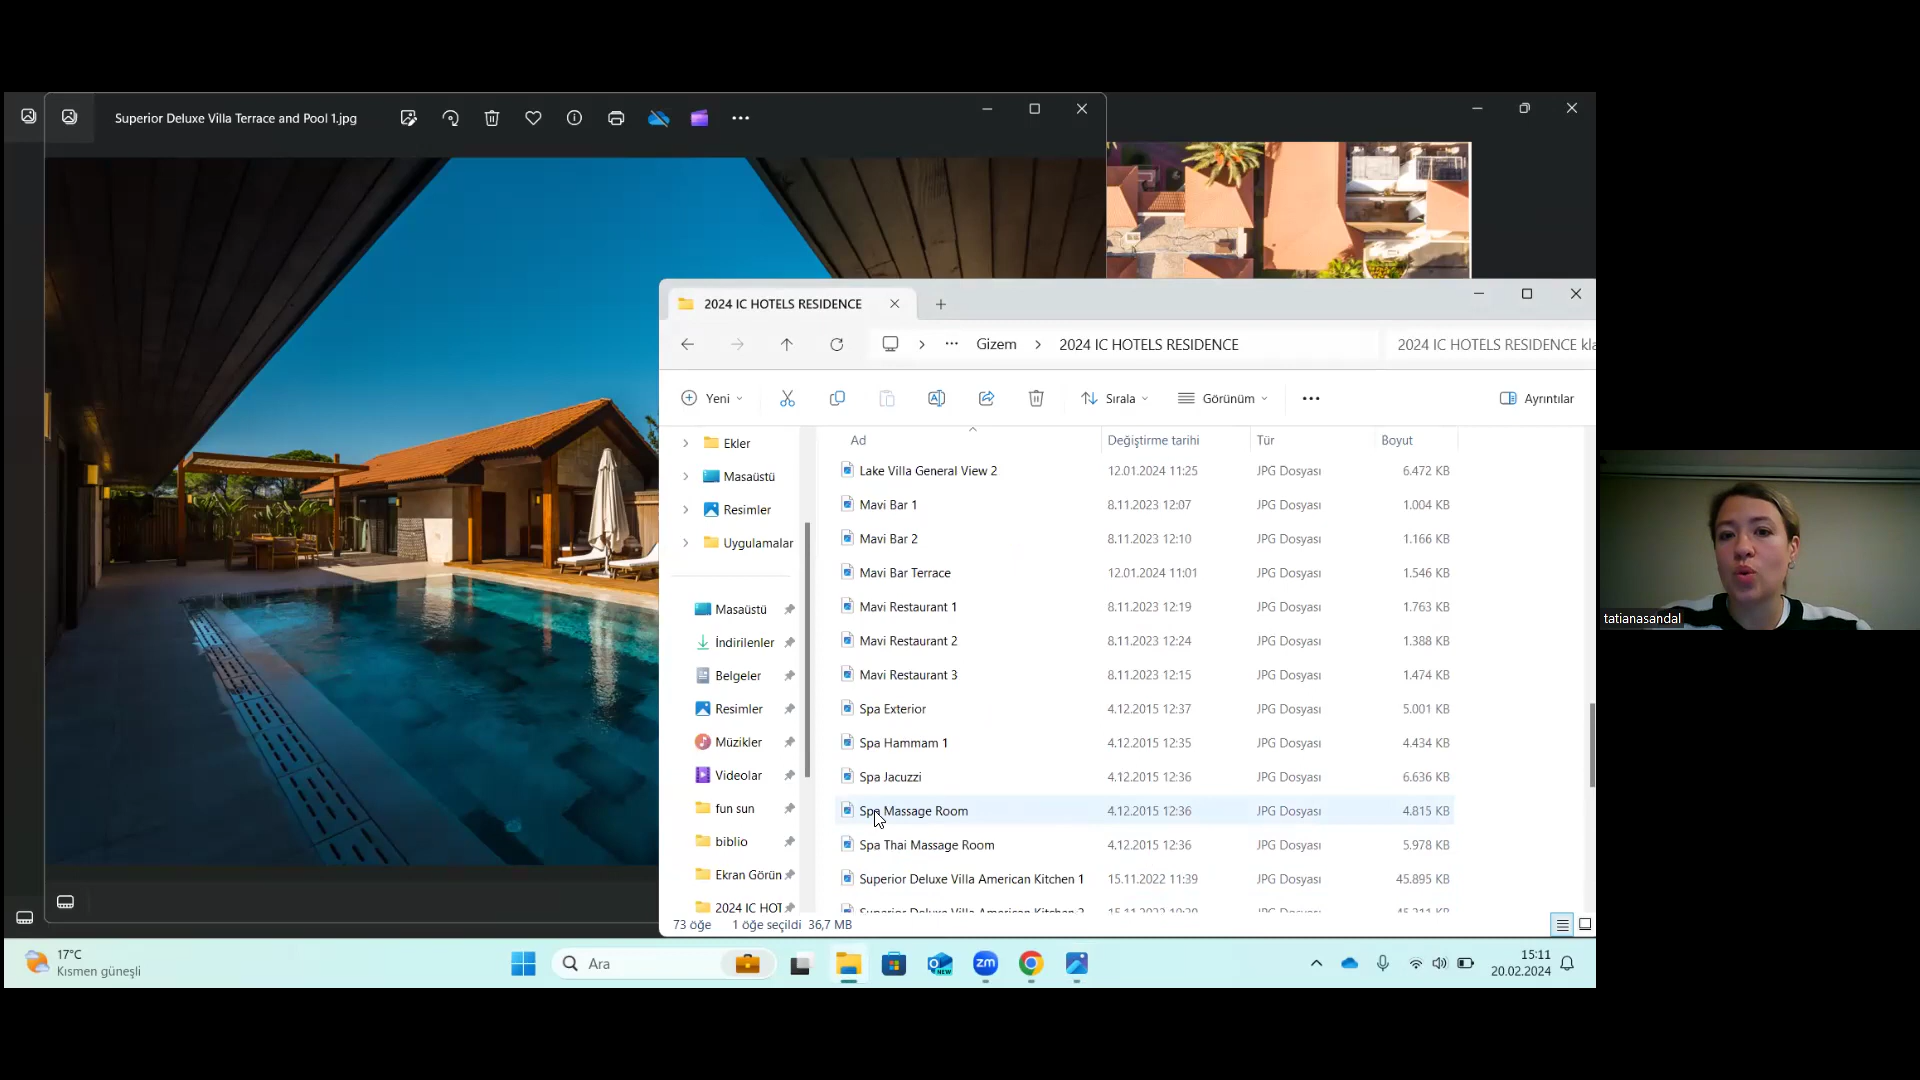 Superior Deluxe Villa Terrace and Pool 1.jpg
2024 IC HOTELS RESIDENCE
Gizem
2024 IC HOTELS RESIDENCE
2024 IC HOTELS RESIDENCE kla
Yeni
Sırala
Görünüm
Ayrıntılar
Ekler
Masaüstü
Resimler
Uygulamalar
Masaüstü
İndirilenler
Belgeler
Resimler
Müzikler
Videolar
fun sun
biblio
Ekran Görün
2024 IC HOT
Ad Değiştirme tarihi Tür Boyut
Lake Villa General View 2 12.01.2024 11:25 JPG Dosyası 6.472 KB
Mavi Bar 1 8.11.2023 12:07 JPG Dosyası 1.004 KB
Mavi Bar 2 8.11.2023 12:10 JPG Dosyası 1.166 KB
Mavi Bar Terrace 12.01.2024 11:01 JPG Dosyası 1.546 KB
Mavi Restaurant 1 8.11.2023 12:19 JPG Dosyası 1.763 KB
Mavi Restaurant 2 8.11.2023 12:24 JPG Dosyası 1.388 KB
Mavi Restaurant 3 8.11.2023 12:15 JPG Dosyası 1.474 KB
Spa Exterior 4.12.2015 12:37 JPG Dosyası 5.001 KB
Spa Hammam 1 4.12.2015 12:35 JPG Dosyası 4.434 KB
Spa Jacuzzi 4.12.2015 12:36 JPG Dosyası 6.636 KB
Spa Massage Room 4.12.2015 12:36 JPG Dosyası 4.815 KB
Spa Thai Massage Room 4.12.2015 12:36 JPG Dosyası 5.978 KB
Superior Deluxe Villa American Kitchen 1 15.11.2022 11:39 JPG Dosyası 45.895 KB
73 öğe 1 öğe seçildi 36,7 MB
tatianasandal
17°C
Kısmen güneşli
Ara
NEW
zm
15:11
20.02.2024